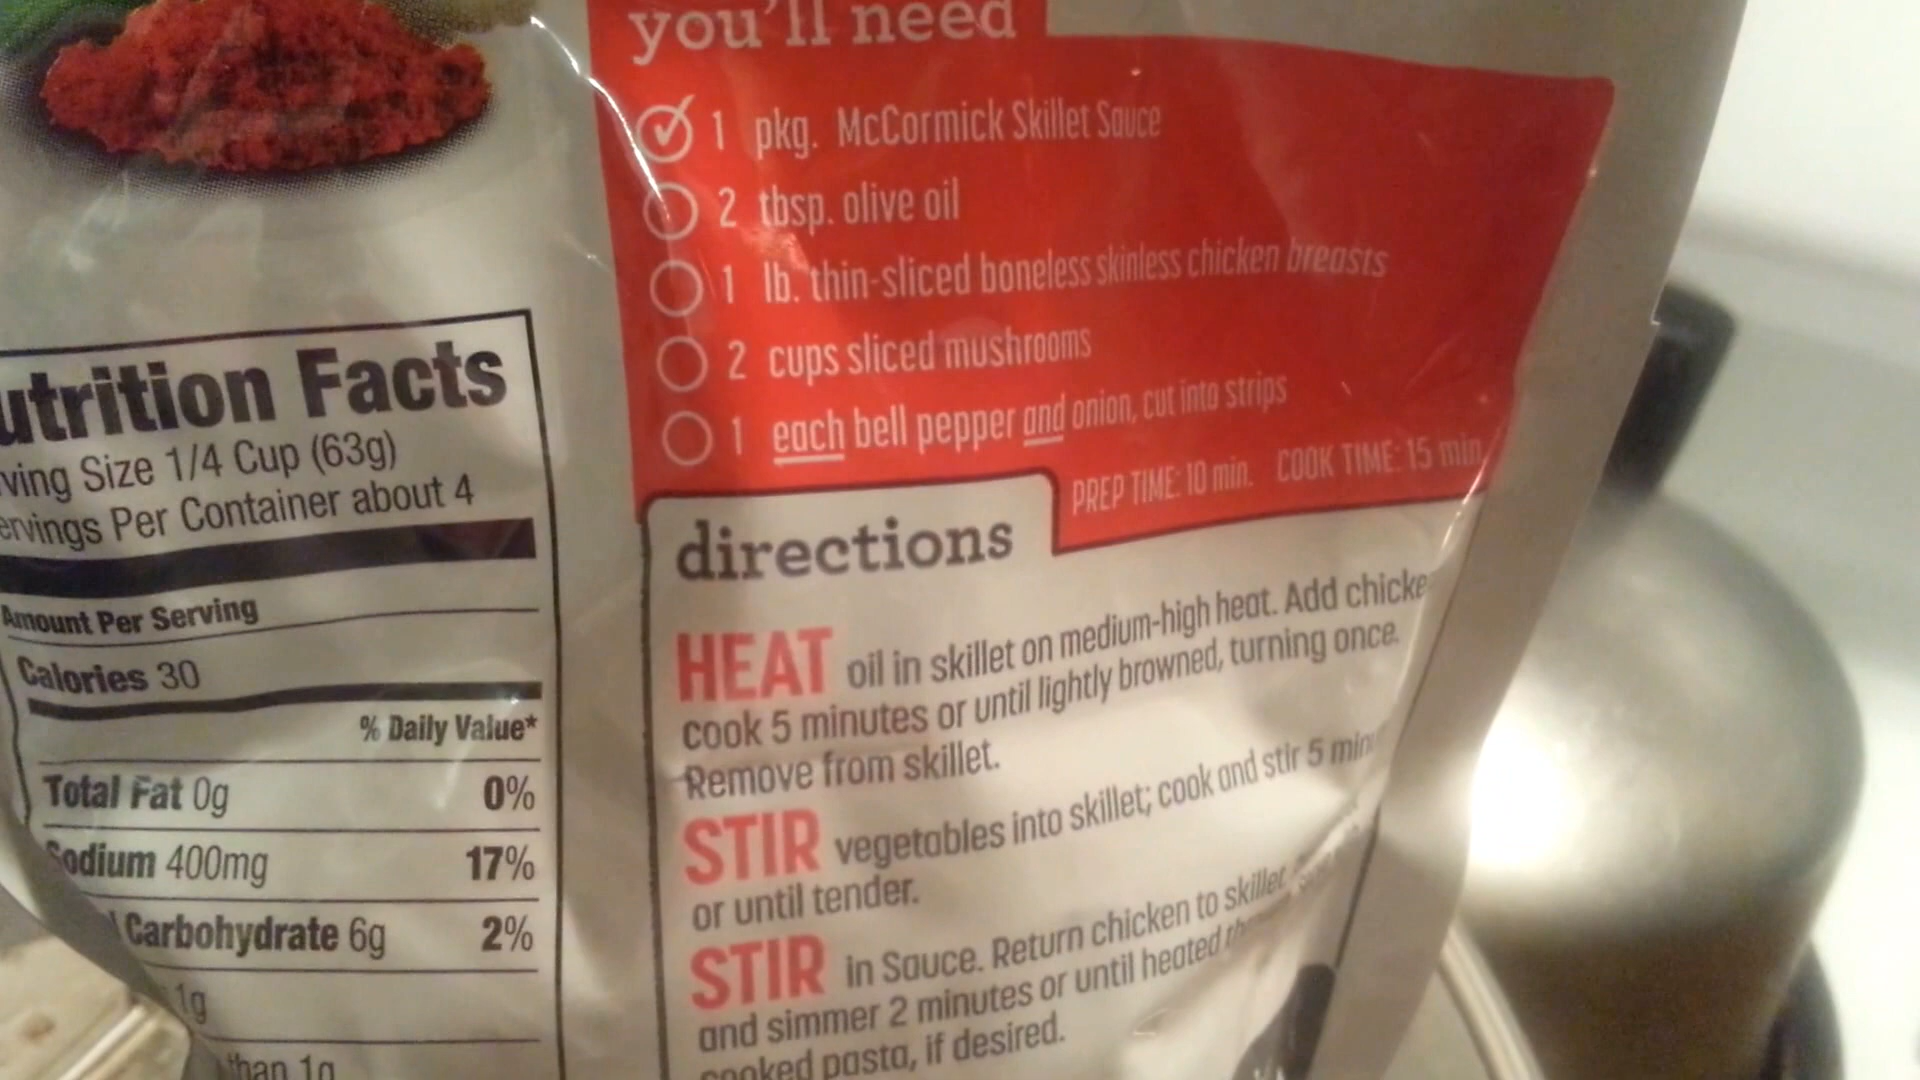 you'll need
1 pkg. McCormick Skillet Sauce
2 tbsp. olive oil
1 lb. thin-sliced boneless skinless chicken breasts
2 cups sliced mushrooms
1 each bell pepper and onion, cut into strips
PREP TIME: 10 min. COOK TIME: 15 min.
directions
HEAT oil in skillet on medium-high heat. Add chicke
cook 5 minutes or until lightly browned, turning once.
Remove from skillet.
STIR vegetables into skillet; cook and stir 5 min
or until tender.
STIR in Sauce. Return chicken to skillet
and simmer 2 minutes or until heated
cooked pasta, if desired.
utrition Facts
ving Size 1/4 Cup (63g)
ervings Per Container about 4
Amount Per Serving
Calories 30
% Daily Value*
Total Fat 0g 0%
Sodium 400mg 17%
Carbohydrate 6g 2%
1g
than 1g